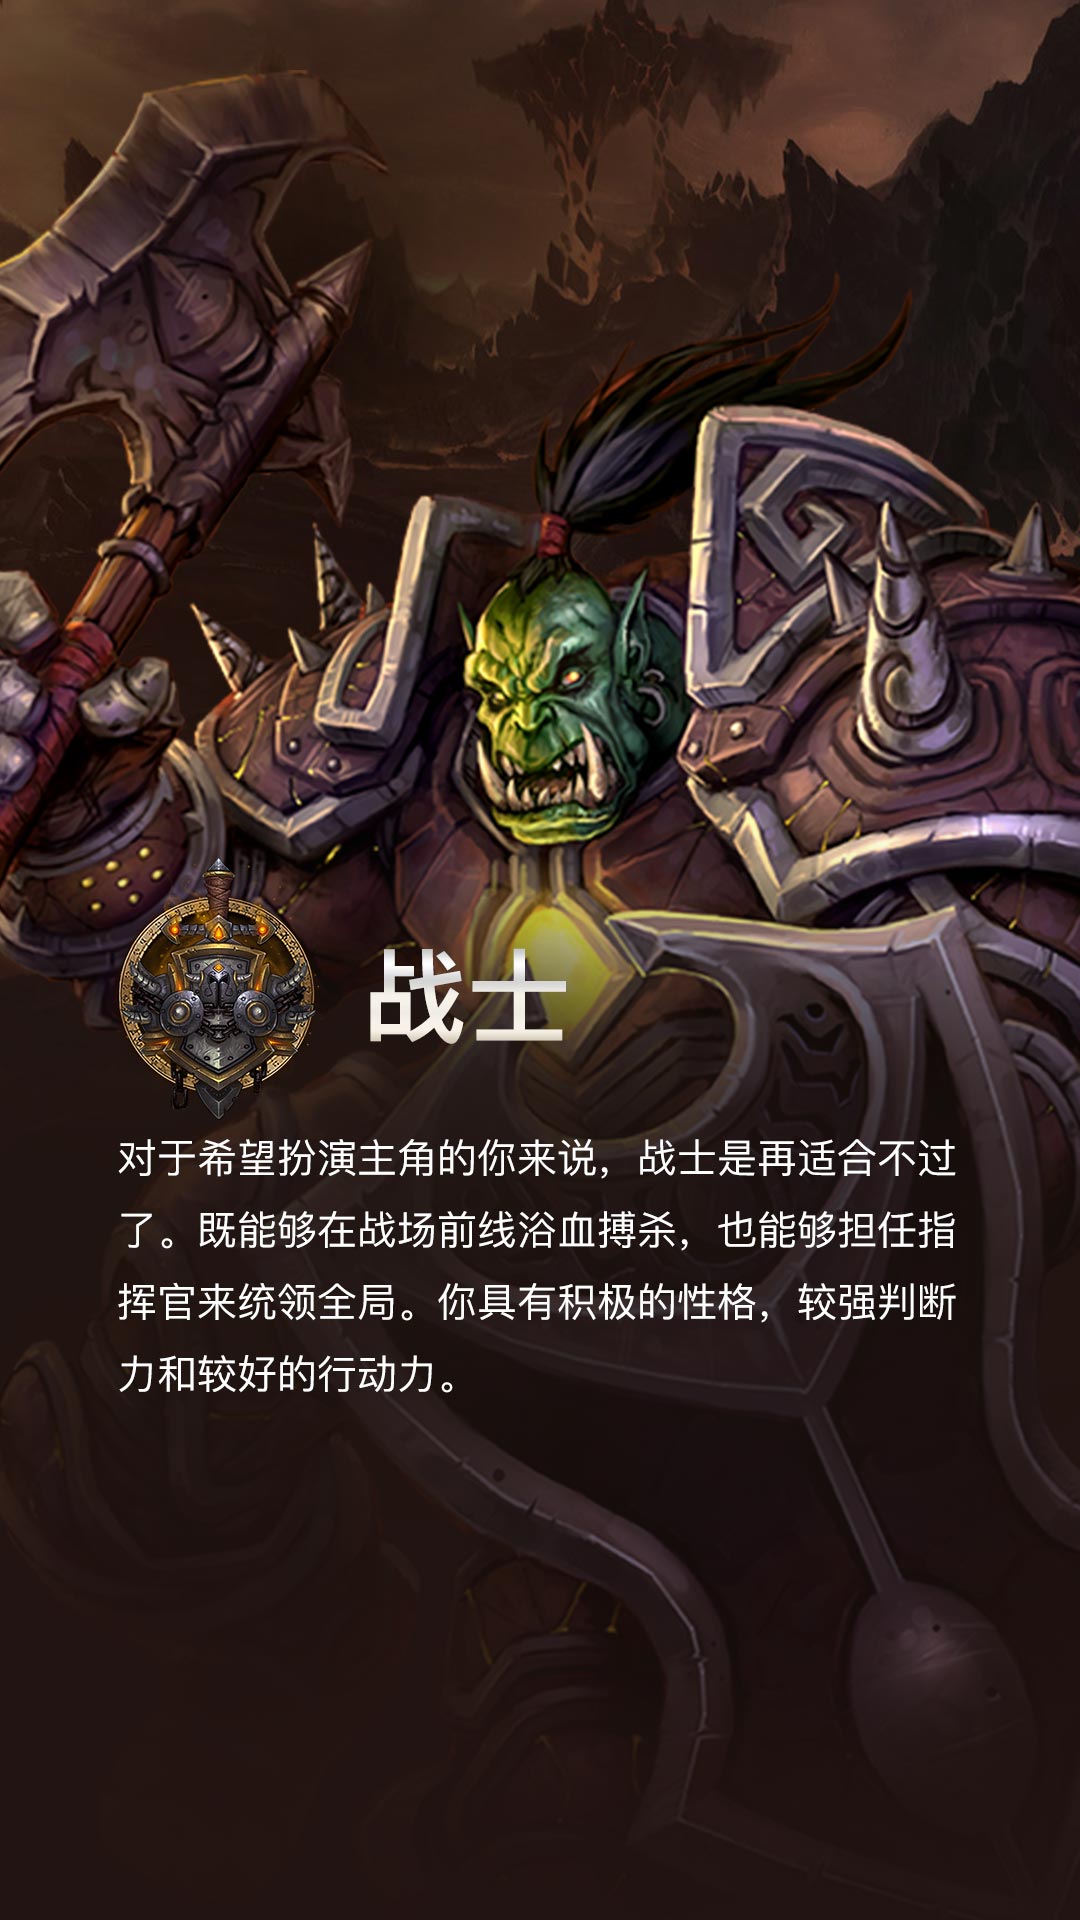 战士
对于希望扮演主角的你来说，战士是再适合不过
了。既能够在战场前线浴血搏杀，也能够担任指
挥官来统领全局。你具有积极的性格，较强判断
力和较好的行动力。